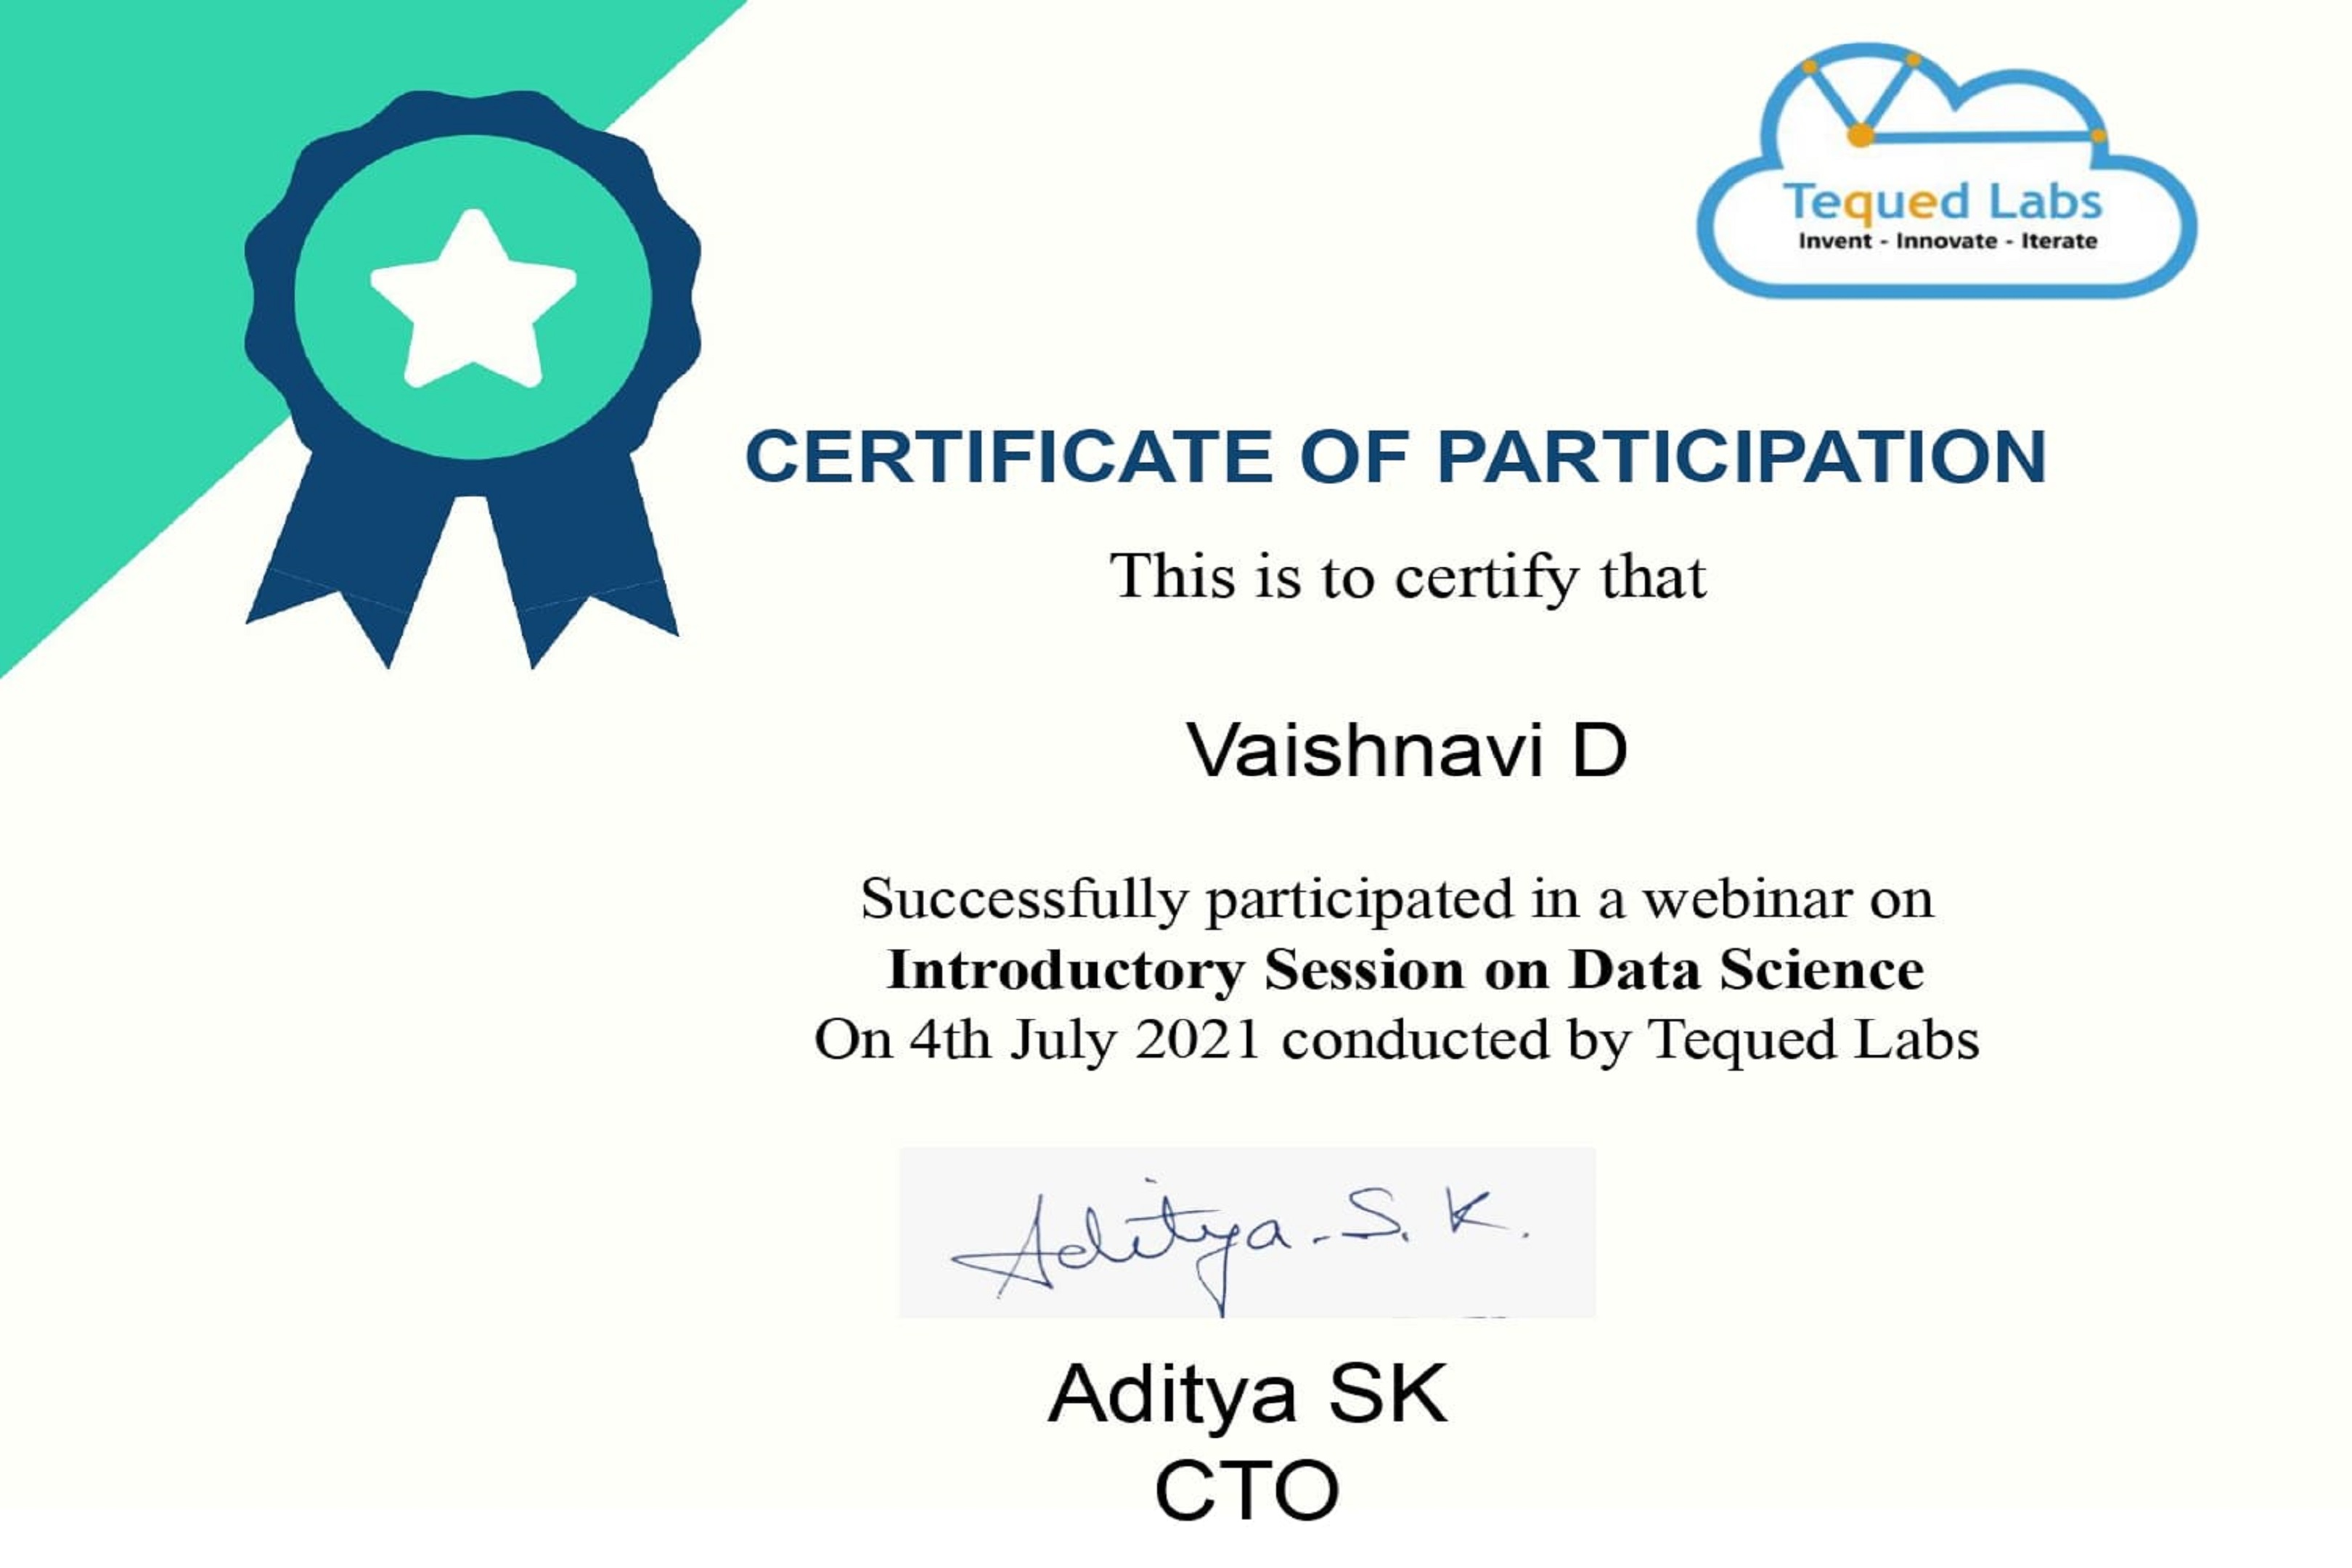 Tequed Labs
Invent - Innovate - Iterate
CERTIFICATE OF PARTICIPATION
This is to certify that
Vaishnavi D
Successfully participated in a webinar on
Introductory Session on Data Science
On 4th July 2021 conducted by Tequed Labs
Aditya.S.K.
Aditya SK
CTO